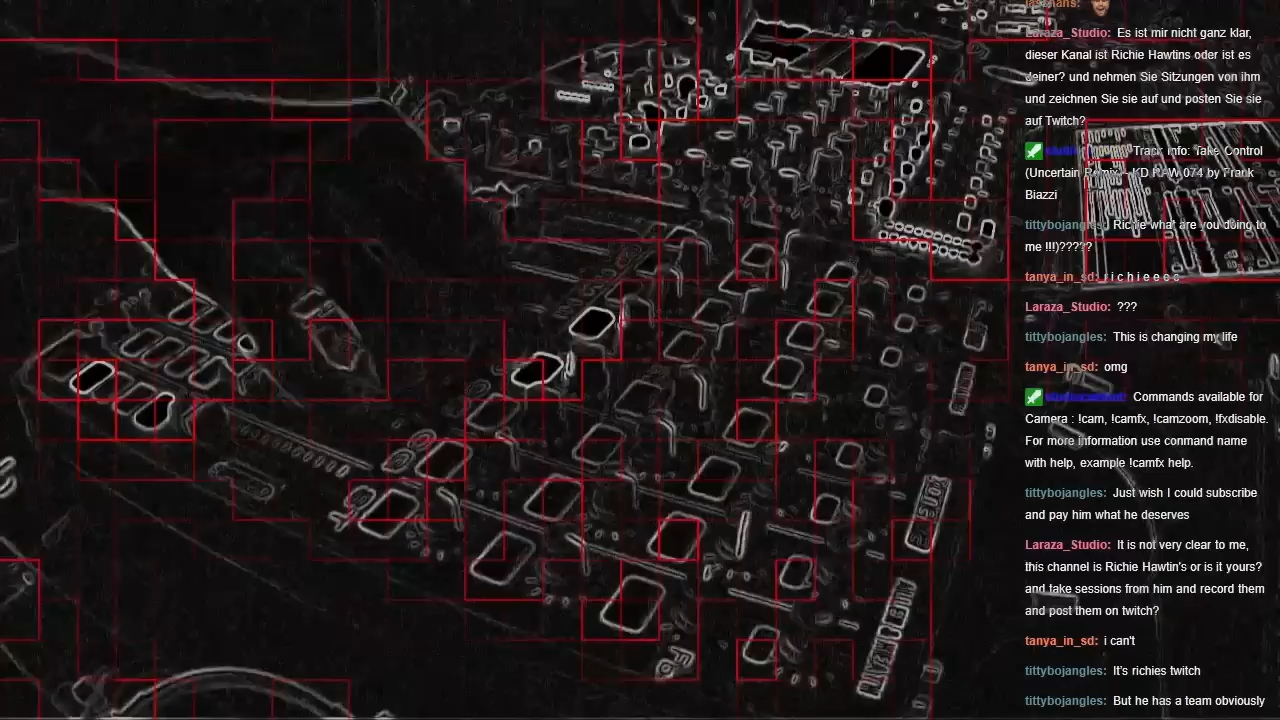 Laraza_Studio: Es ist mir nicht ganz klar,
dieser Kanal ist Richie Hawtins oder ist es
deiner? und nehmen Sie Sitzungen von ihm
und zeichnen Sie sie auf und posten Sie sie
auf Twitch?
Track Info: Take Control
(Uncertain Remix) - KD RAW 074 by Frank
Biazzi
tittybojangles: Richie what are you doing to
me !!!)?????
tanya_in_sd: r i c h i e e e c
Laraza_Studio: ???
tittybojangles: This is changing my life
tanya_in_sd: omg
Commands available for
Camera : !cam, !camfx, !camzoom, !fxdisable.
For more information use command name
with help, example !camfx help.
tittybojangles: Just wish I could subscribe
and pay him what he deserves
Laraza_Studio: It is not very clear to me,
this channel is Richie Hawtin's or is it yours?
and take sessions from him and record them
and post them on twitch?
tanya_in_sd: i can't
tittybojangles: It's richies twitch
tittybojangles: But he has a team obviously